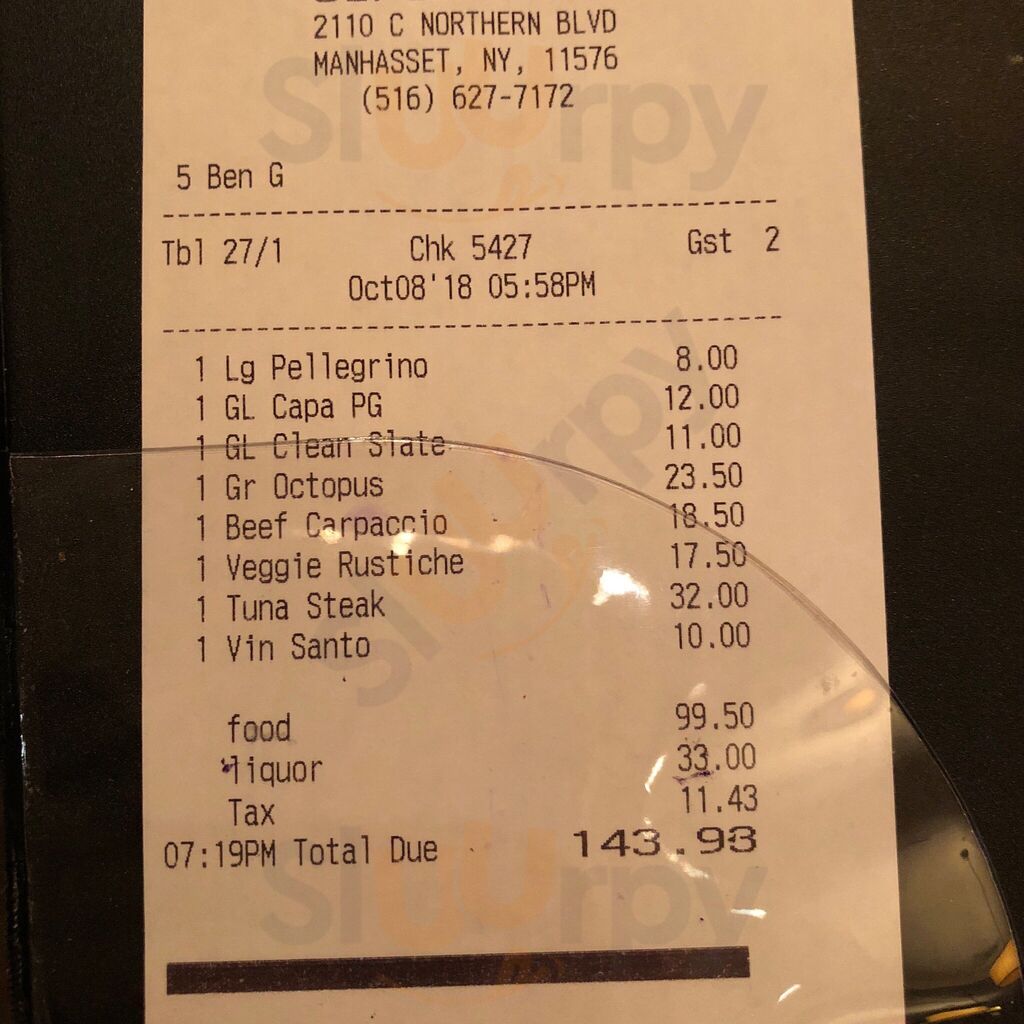 2110 C NORTHERN BLVD
MANHASSET, NY, 11576
(516) 627-7172
5 Ben G
Tbl 27/1 Chk 5427 Gst 2
Oct08'18 05:58PM
1 Lg Pellegrino 8.00
1 GL Capa PG 12.00
1 GL Clean Slate 11.00
1 Gr Octopus 23.50
1 Beef Carpaccio 18.50
1 Veggie Rustiche 17.50
1 Tuna Steak 32.00
1 Vin Santo 10.00
food 99.50
liquor 33.00
Tax 11.43
07:19PM Total Due 143.93
Sluurpy
Sluurpy
Sluurpy